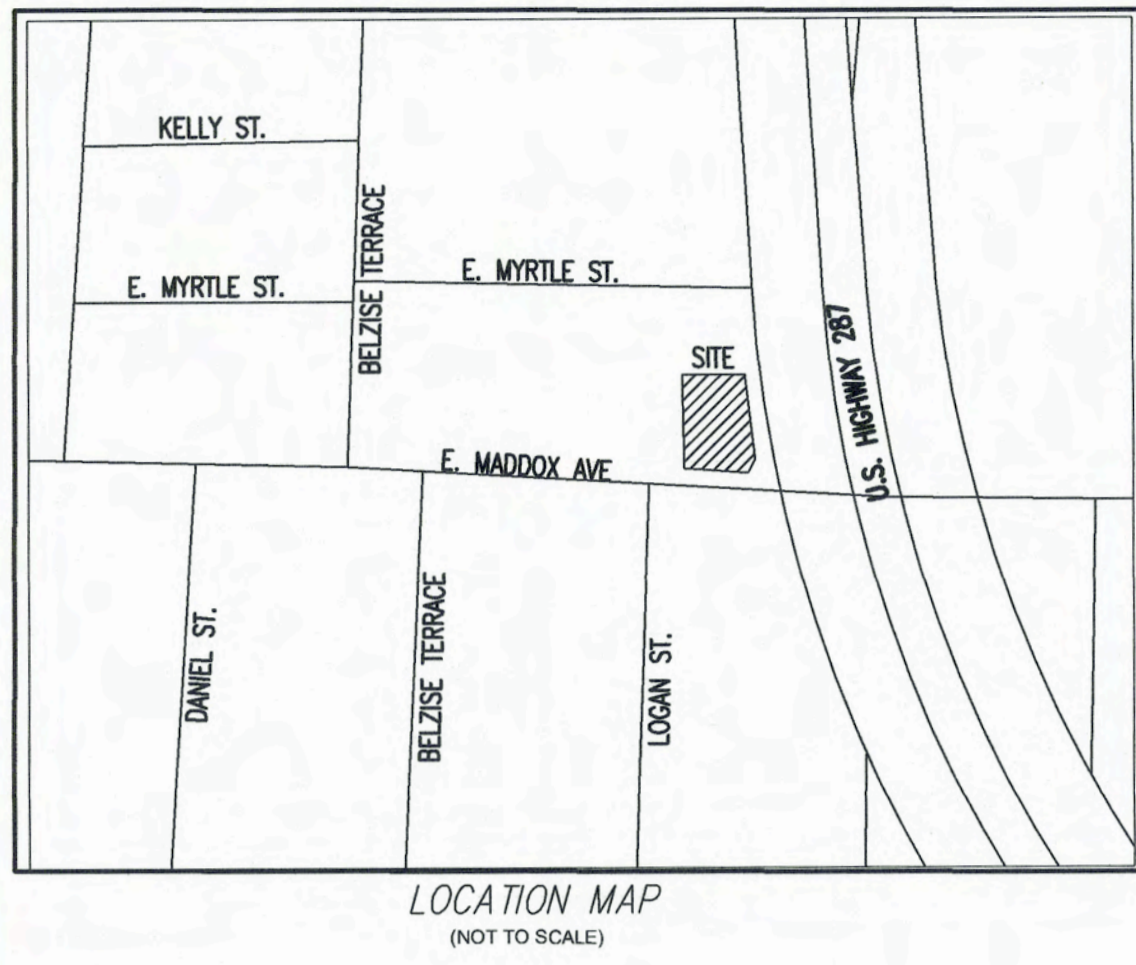 KELLY ST.
BELZISE TERRACE
E. MYRTLE ST.
E. MYRTLE ST.
U.S. HIGHWAY 287
SITE
E. MADDOX AVE
DANIEL ST.
BELZISE TERRACE
LOGAN ST.
LOCATION MAP
(NOT TO SCALE)